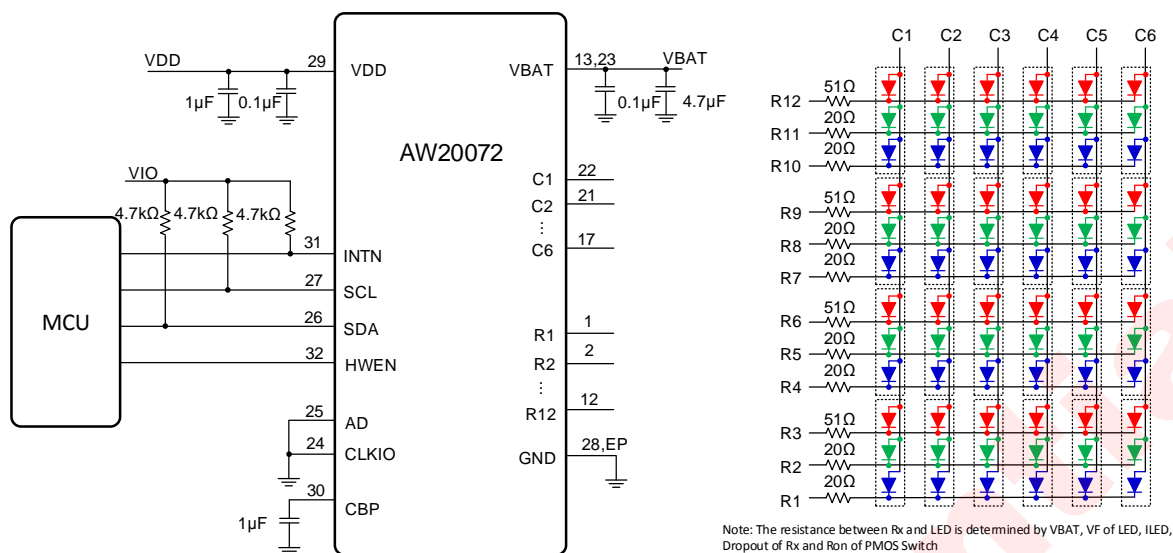 VDD
29
VDD
1μF
0.1μF
VBAT
13,23
VBAT
0.1μF
4.7μF
AW20072
VIO
4.7kΩ
4.7kΩ
4.7kΩ
MCU
31
INTN
27
SCL
26
SDA
32
HWEN
25
AD
24
CLKIO
30
CBP
1μF
C1
22
C2
21
⋮
C6
17
R1
1
R2
2
⋮
R12
12
GND
28,EP
C1 C2 C3 C4 C5 C6
51Ω
R12
20Ω
R11
20Ω
R10
51Ω
R9
20Ω
R8
20Ω
R7
51Ω
R6
20Ω
R5
20Ω
R4
51Ω
R3
20Ω
R2
20Ω
R1
Note: The resistance between Rx and LED is determined by VBAT, VF of LED, ILED,
Dropout of Rx and Ron of PMOS Switch